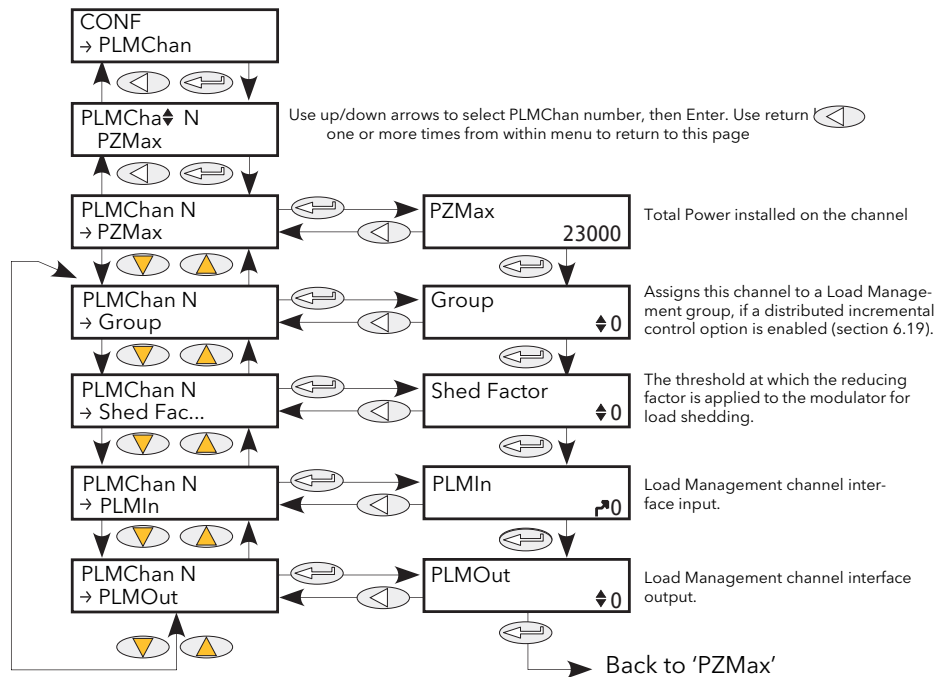 CONF
→ PLMChan
PLMCha N
PZMax
Use up/down arrows to select PLMChan number, then Enter. Use return
one or more times from within menu to return to this page
PLMChan N
→ PZMax
PZMax
23000
Total Power installed on the channel
PLMChan N
→ Group
Group
0
Assigns this channel to a Load Manage-
ment group, if a distributed incremental
control option is enabled (section 6.19).
PLMChan N
→ Shed Fac...
Shed Factor
0
The threshold at which the reducing
factor is applied to the modulator for
load shedding.
PLMChan N
→ PLMIn
PLMIn
0
Load Management channel inter-
face input.
PLMChan N
→ PLMOut
PLMOut
0
Load Management channel interface
output.
Back to 'PZMax'